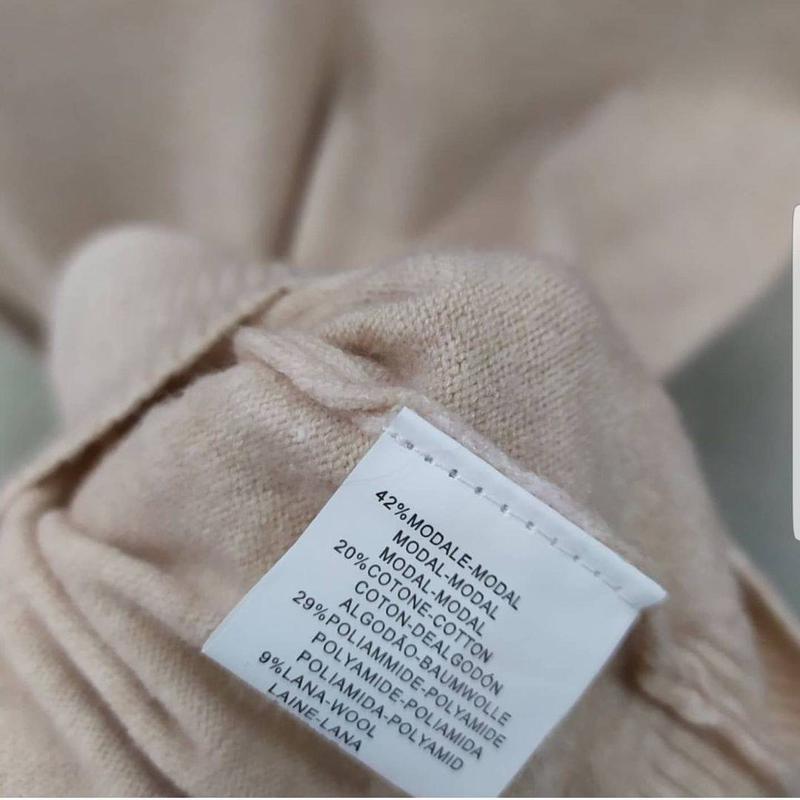 42%MODALE-MODAL
MODAL-MODAL
MODAL-MODAL
20%COTONE-COTTON
COTON-DEALGODÓN
ALGODÃO-BAUMWOLLE
29%POLIAMMIDE-POLYAMIDE
POLYAMIDE-POLIAMIDA
POLIAMIDA-POLYAMID
9%LANA-WOOL
LAINE-LANA